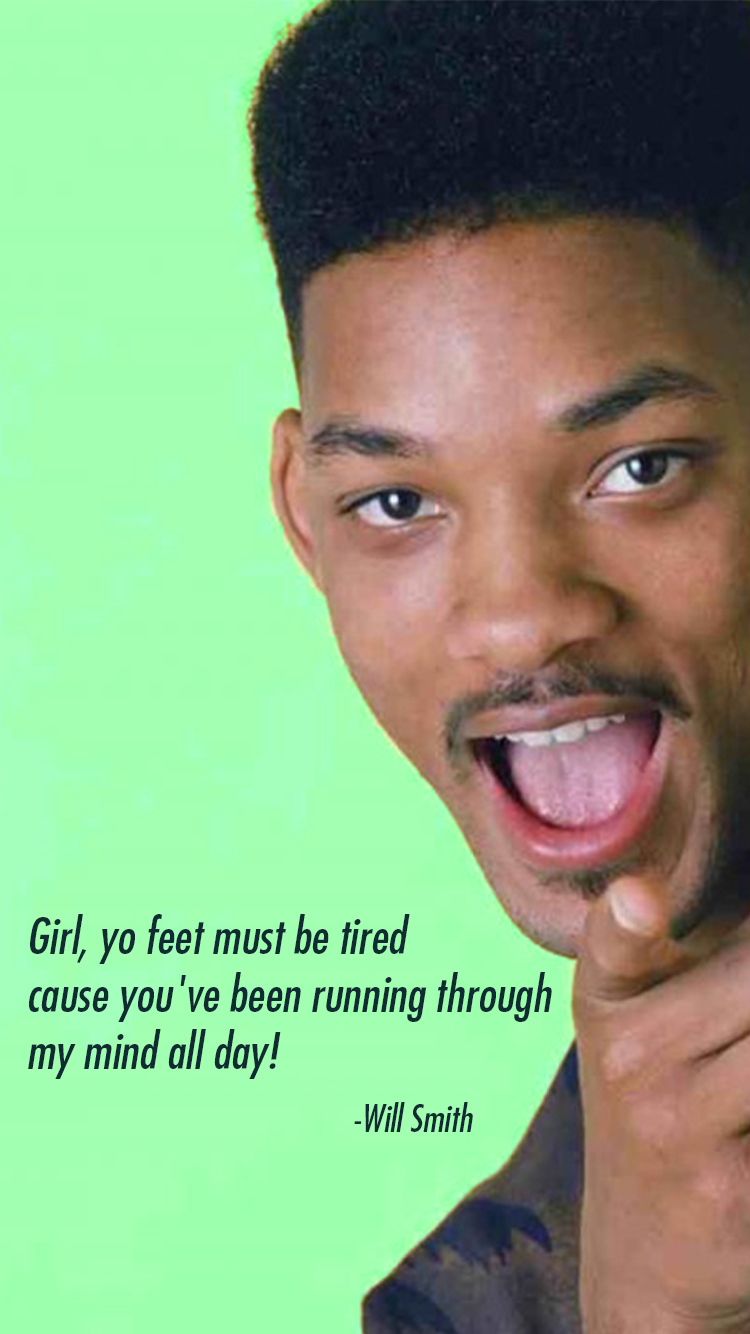 Girl, yo feet must be tired
cause you've been running through
my mind all day!
-Will Smith